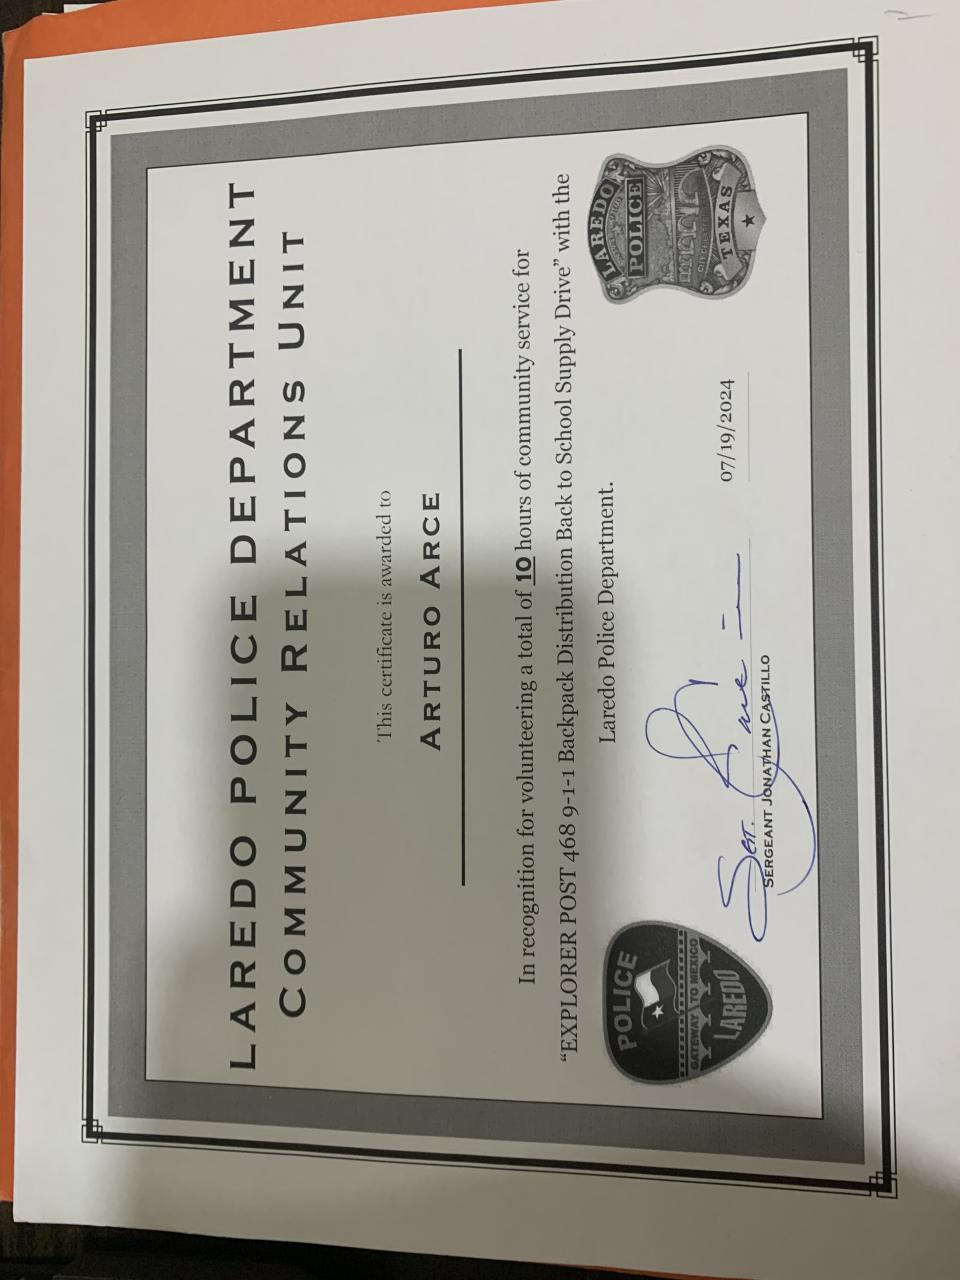 LAREDO POLICE DEPARTMENT
COMMUNITY RELATIONS UNIT
This certificate is awarded to
ARTURO ARCE
In recognition for volunteering a total of 10 hours of community service for
“EXPLORER POST 468 9-1-1 Backpack Distribution Back to School Supply Drive” with the
Laredo Police Department.
POLICE
GATEWAY TO MEXICO
LAREDO
SGT.
SERGEANT JONATHAN CASTILLO
07/19/2024
LAREDO
POLICE
TEXAS